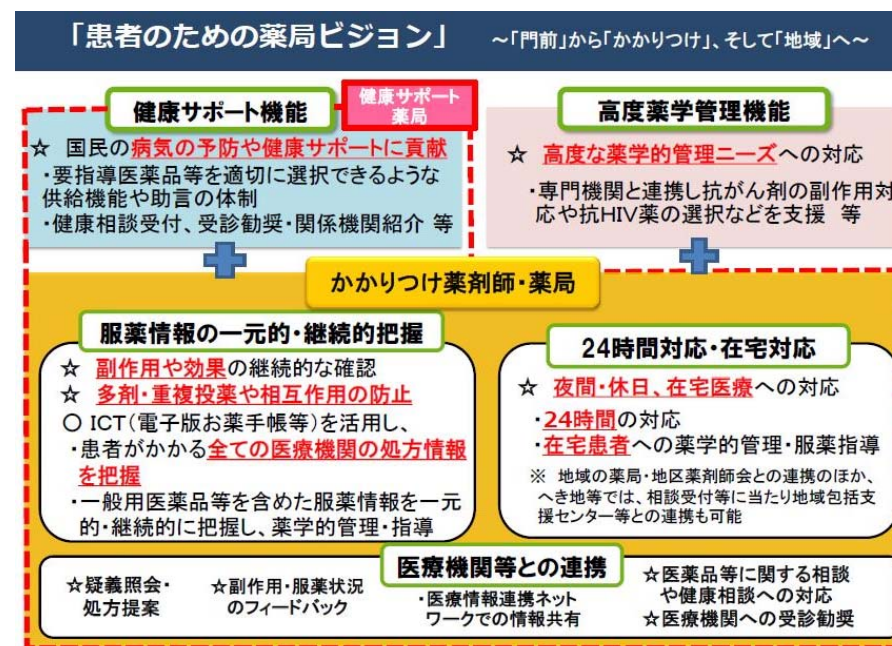 「患者のための薬局ビジョン」 ~「門前」から「かかりつけ」、そして「地域」へ~
健康サポート機能
健康サポート
薬局
☆ 国民の病気の予防や健康サポートに貢献
・要指導医薬品等を適切に選択できるような
供給機能や助言の体制
・健康相談受付、受診勧奨・関係機関紹介 等
高度薬学管理機能
☆ 高度な薬学的管理ニーズへの対応
・専門機関と連携し抗がん剤の副作用対
応や抗HIV薬の選択などを支援 等
かかりつけ薬剤師・薬局
服薬情報の一元的・継続的把握
☆ 副作用や効果の継続的な確認
☆ 多剤・重複投薬や相互作用の防止
○ ICT(電子版お薬手帳等)を活用し、
・患者がかかる全ての医療機関の処方情報
を把握
・一般用医薬品等を含めた服薬情報を一元
的・継続的に把握し、薬学的管理・指導
24時間対応・在宅対応
☆ 夜間・休日、在宅医療への対応
・24時間の対応
・在宅患者への薬学的管理・服薬指導
※ 地域の薬局・地区薬剤師会との連携のほか、
へき地等では、相談受付等に当たり地域包括支
援センター等との連携も可能
医療機関等との連携
☆疑義照会・
処方提案
☆副作用・服薬状況
のフィードバック
・医療情報連携ネット
ワークでの情報共有
☆医薬品等に関する相談
や健康相談への対応
☆医療機関への受診勧奨